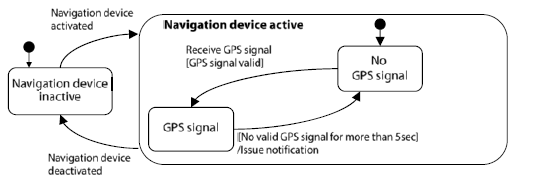 Navigation device
activated
Navigation device active
Receive GPS signal
[GPS signal valid]
No
GPS signal
Navigation device
inactive
GPS signal
[No valid GPS signal for more than 5sec]
/Issue notification
Navigation device
deactivated